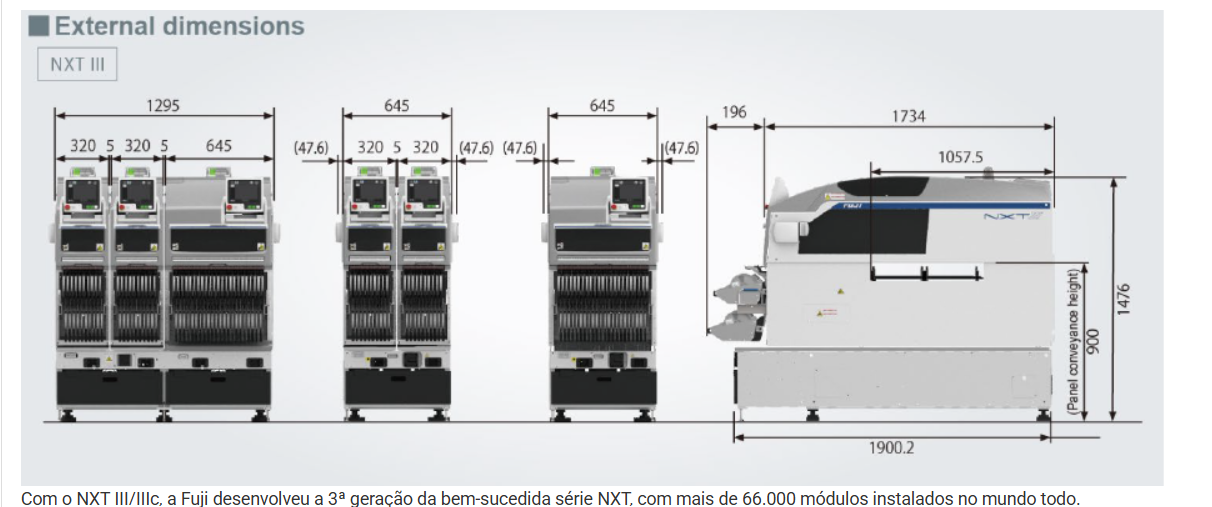 External dimensions
NXT III
1295
645
645
196
1734
320 5 320 5 645
(47.6) 320 5 320 (47.6)
(47.6) (47.6)
1057.5
FUJI
NXT III
(Panel conveyance height)
900
1476
1900.2
Com o NXT III/IIIc, a Fuji desenvolveu a 3ª geração da bem-sucedida série NXT, com mais de 66.000 módulos instalados no mundo todo.